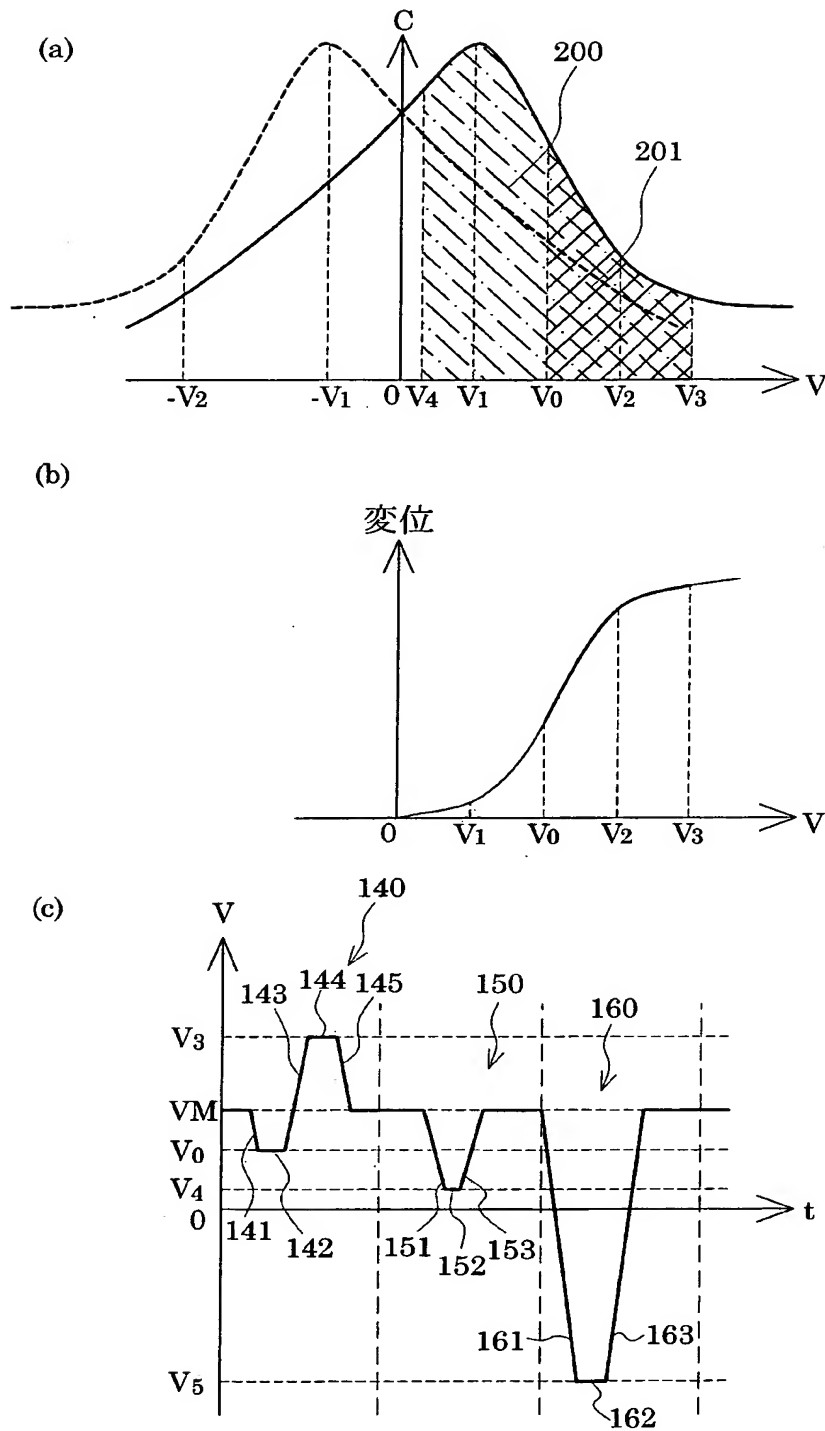 (a)
C
200
201
-V2 -V1 0 V4 V1 V0 V2 V3 V
(b)
変位
0 V1 V0 V2 V3 V
(c)
V
140
144
143 145
150
160
V3
VM
V0
V4
0
t
141 142
151 152 153
161 163
V5
162